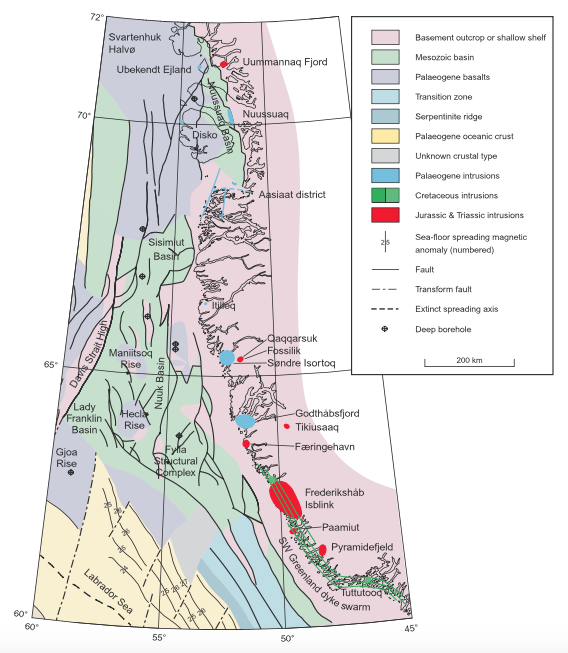 72°
Svartenhuk
Halvø
Ubekendt Ejland
Uummannaq Fjord
Nuussuaq Basin
Nuussuaq
70°
Disko
Aasiaat district
Sisimiut
Basin
Itilleq
Davis Strait High
Qaqqarsuk
Fossilik
Søndre Isortoq
Maniitsoq
Rise
65°
Nuuk Basin
Lady
Franklin
Basin
Hecla
Rise
Godthåbsfjord
Tikiusaaq
Færingehavn
Fylla
Structural
Complex
Gjoa
Rise
Frederikshåb
Isblink
Paamiut
Pyramidefjeld
SW Greenland dyke swarm
Tuttutooq
Labrador Sea
60°
60°
55°
50°
45°
Basement outcrop or shallow shelf
Mesozoic basin
Palaeogene basalts
Transition zone
Serpentinite ridge
Palaeogene oceanic crust
Unknown crustal type
Palaeogene intrusions
Cretaceous intrusions
Jurassic & Triassic intrusions
Sea-floor spreading magnetic
anomaly (numbered)
Fault
Transform fault
Extinct spreading axis
Deep borehole
200 km